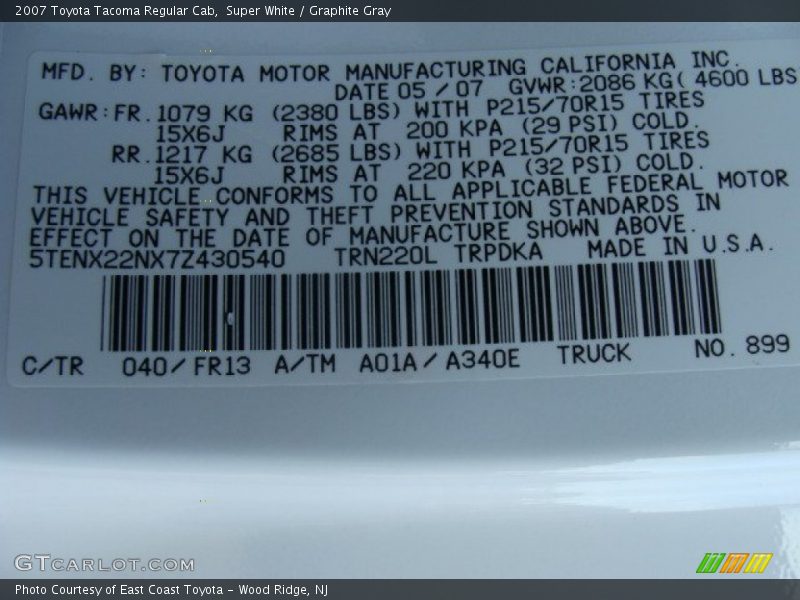 2007 Toyota Tacoma Regular Cab,  Super White / Graphite Gray
MFD. BY: TOYOTA MOTOR MANUFACTURING CALIFORNIA INC.
DATE 05 / 07 GVWR:2086 KG( 4600 LBS
GAWR:FR.1079 KG (2380 LBS) WITH P215/70R15 TIRES
15X6J RIMS AT 200 KPA (29 PSI) COLD.
RR.1217 KG (2685 LBS) WITH P215/70R15 TIRES
15X6J RIMS AT 220 KPA (32 PSI) COLD.
THIS VEHICLE CONFORMS TO ALL APPLICABLE FEDERAL MOTOR
VEHICLE SAFETY AND THEFT PREVENTION STANDARDS IN
EFFECT ON THE DATE OF MANUFACTURE SHOWN ABOVE.
5TENX22NX7Z430540 TRN220L TRPDKA MADE IN U.S.A.
C/TR 040/FR13 A/TM A01A/A340E TRUCK NO. 899
GTCARLOT.COM
Photo Courtesy of East Coast Toyota - Wood Ridge, NJ